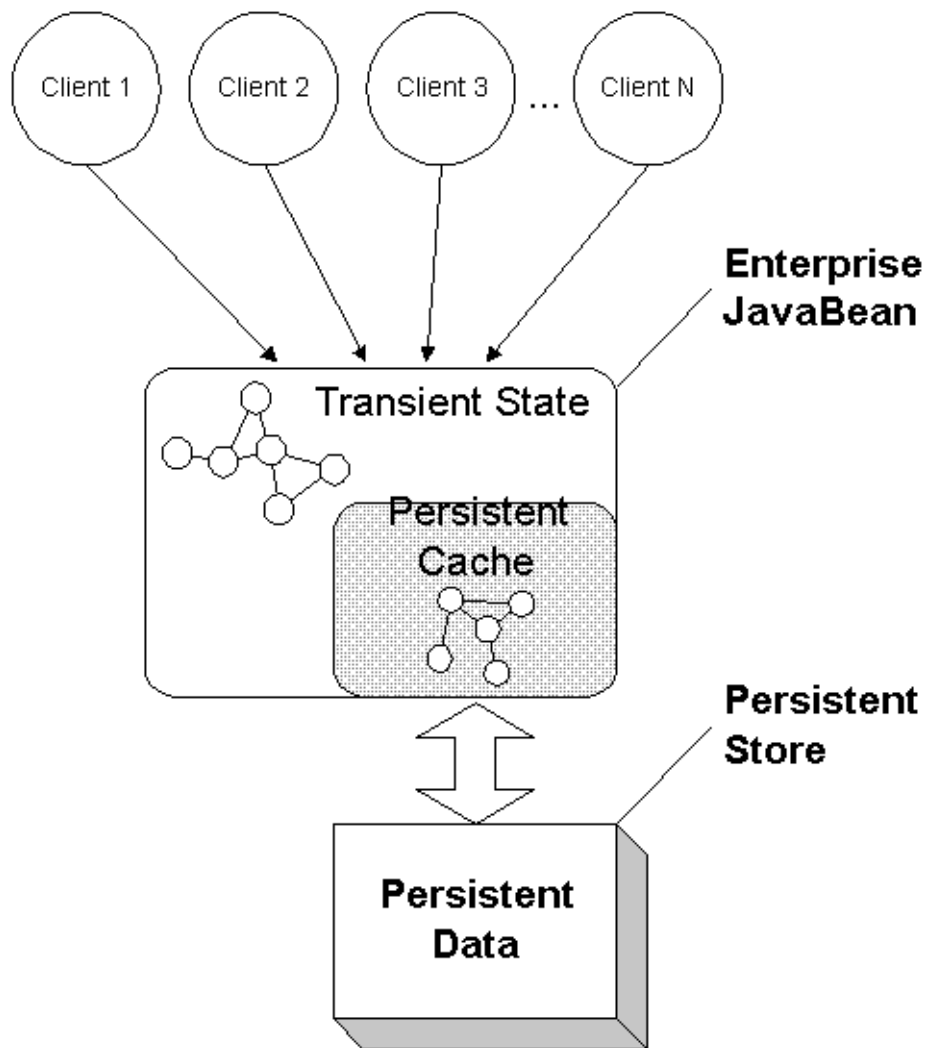 Client 1
Client 2
Client 3
...
Client N
Enterprise
JavaBean
Transient State
Persistent
Cache
Persistent
Store
Persistent
Data